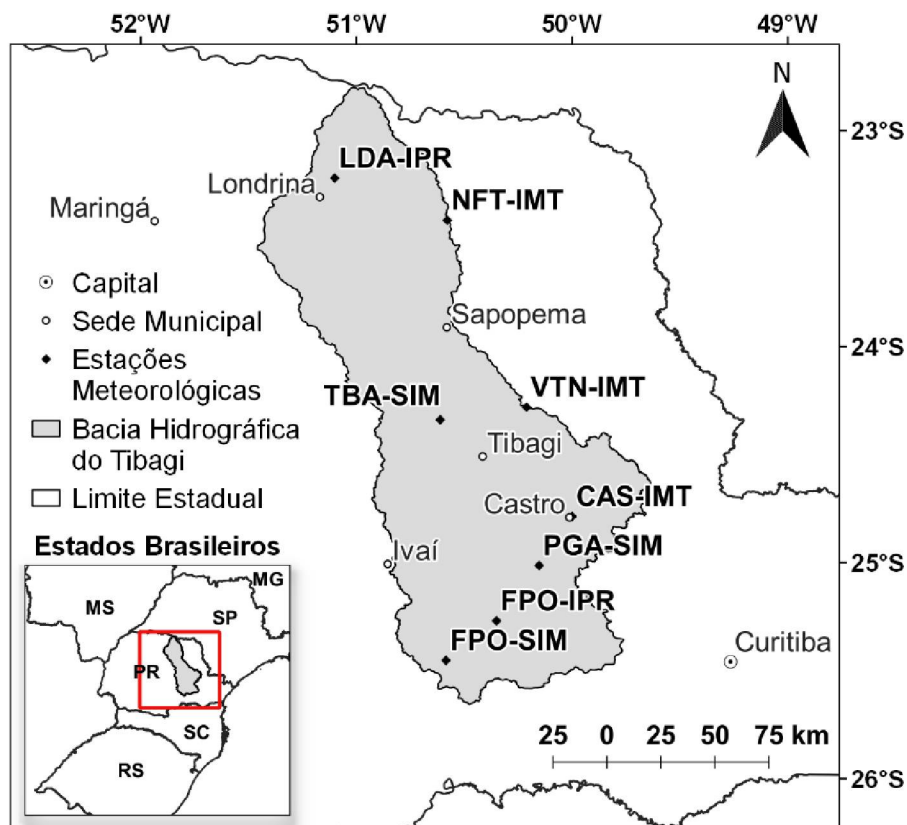 52°W 51°W 50°W 49°W
N
23°S
LDA-IPR
Londrina
NFT-IMT
Maringá
Capital
Sede Municipal
Sapopema
24°S
Estações
Meteorológicas
VTN-IMT
TBA-SIM
Bacia Hidrográfica
do Tibagi
Tibagi
Limite Estadual
CAS-IMT
Castro
Estados Brasileiros
Ivaí
PGA-SIM
25°S
MG
MS
SP
FPO-IPR
FPO-SIM
Curitiba
PR
SC
25 0 25 50 75 km
RS
26°S